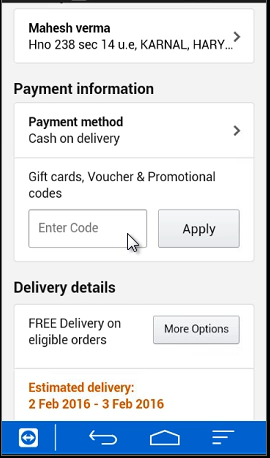 Mahesh verma
Hno 238 sec 14 u.e, KARNAL, HARY...
Payment information
Payment method
Cash on delivery
Gift cards, Voucher & Promotional
codes
Enter Code
Apply
Delivery details
FREE Delivery on
eligible orders
More Options
Estimated delivery:
2 Feb 2016 - 3 Feb 2016